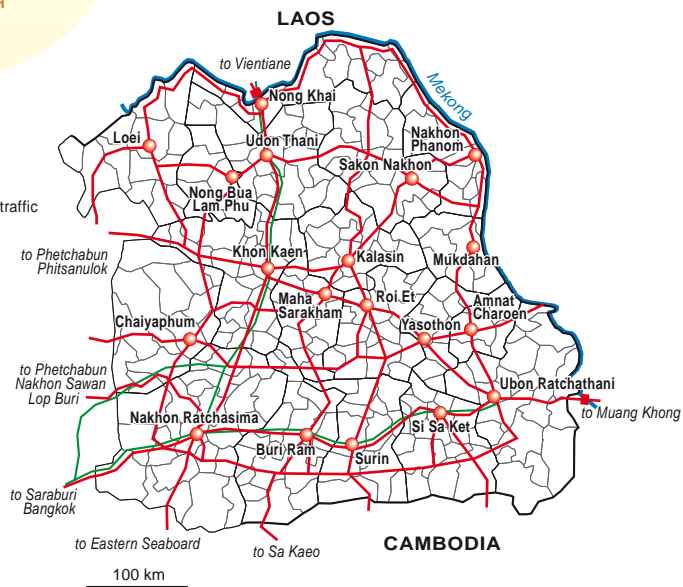 LAOS
to Vientiane
Nong Khai
Mekong
Loei
Udon Thani
Nakhon
Phanom
Sakon Nakhon
Nong Bua
Lam Phu
traffic
to Phetchabun
Phitsanulok
Khon Kaen
Kalasin
Mukdahan
Maha
Sarakham
Roi Et
Amnat
Charoen
Chaiyaphum
Yasothon
to Phetchabun
Nakhon Sawan
Lop Buri
Ubon Ratchathani
to Muang Khong
Nakhon Ratchasima
Si Sa Ket
Buri Ram
Surin
to Saraburi
Bangkok
to Eastern Seaboard
to Sa Kaeo
CAMBODIA
100 km